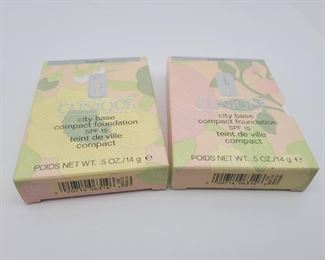 CLINIQUE
city base
compact foundation
SPF 15
teint de ville
compact
POIDS NET WT. .5 OZ./14 g ℮
CLINIQUE
city base
compact foundation
SPF 15
teint de ville
compact
POIDS NET WT. .5 OZ./14 g ℮